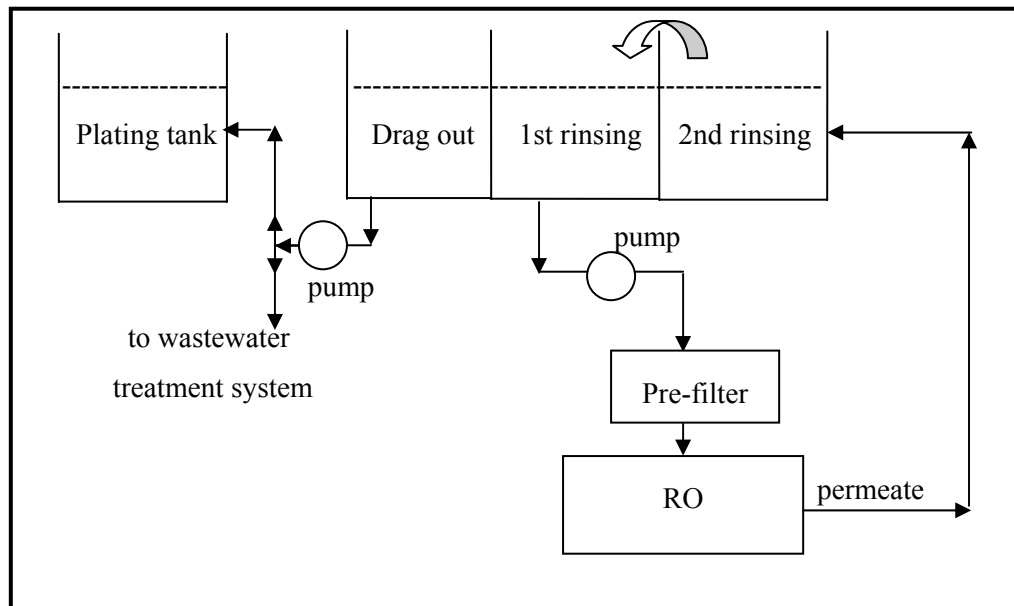 Plating tank
Drag out
1st rinsing
2nd rinsing
pump
pump
to wastewater
treatment system
Pre-filter
RO
permeate